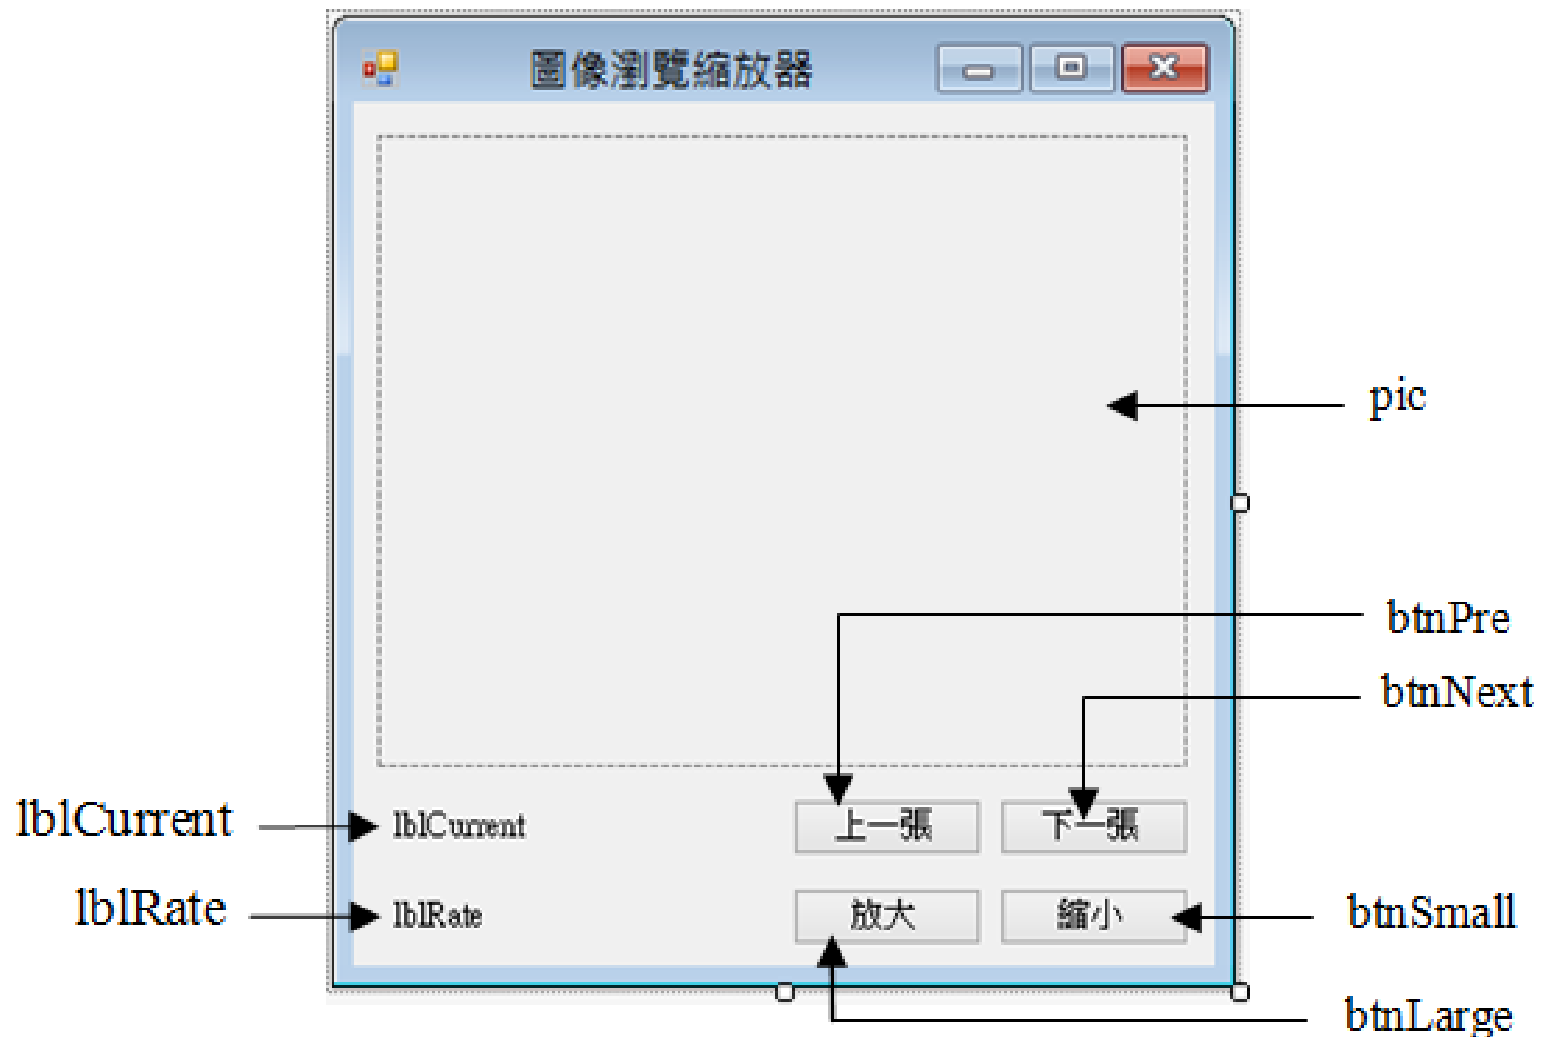 圖像瀏覽縮放器
pic
btnPre
btnNext
lblCurrent
lblCurrent
上一張
下一張
lblRate
lblRate
放大
縮小
btnSmall
btnLarge